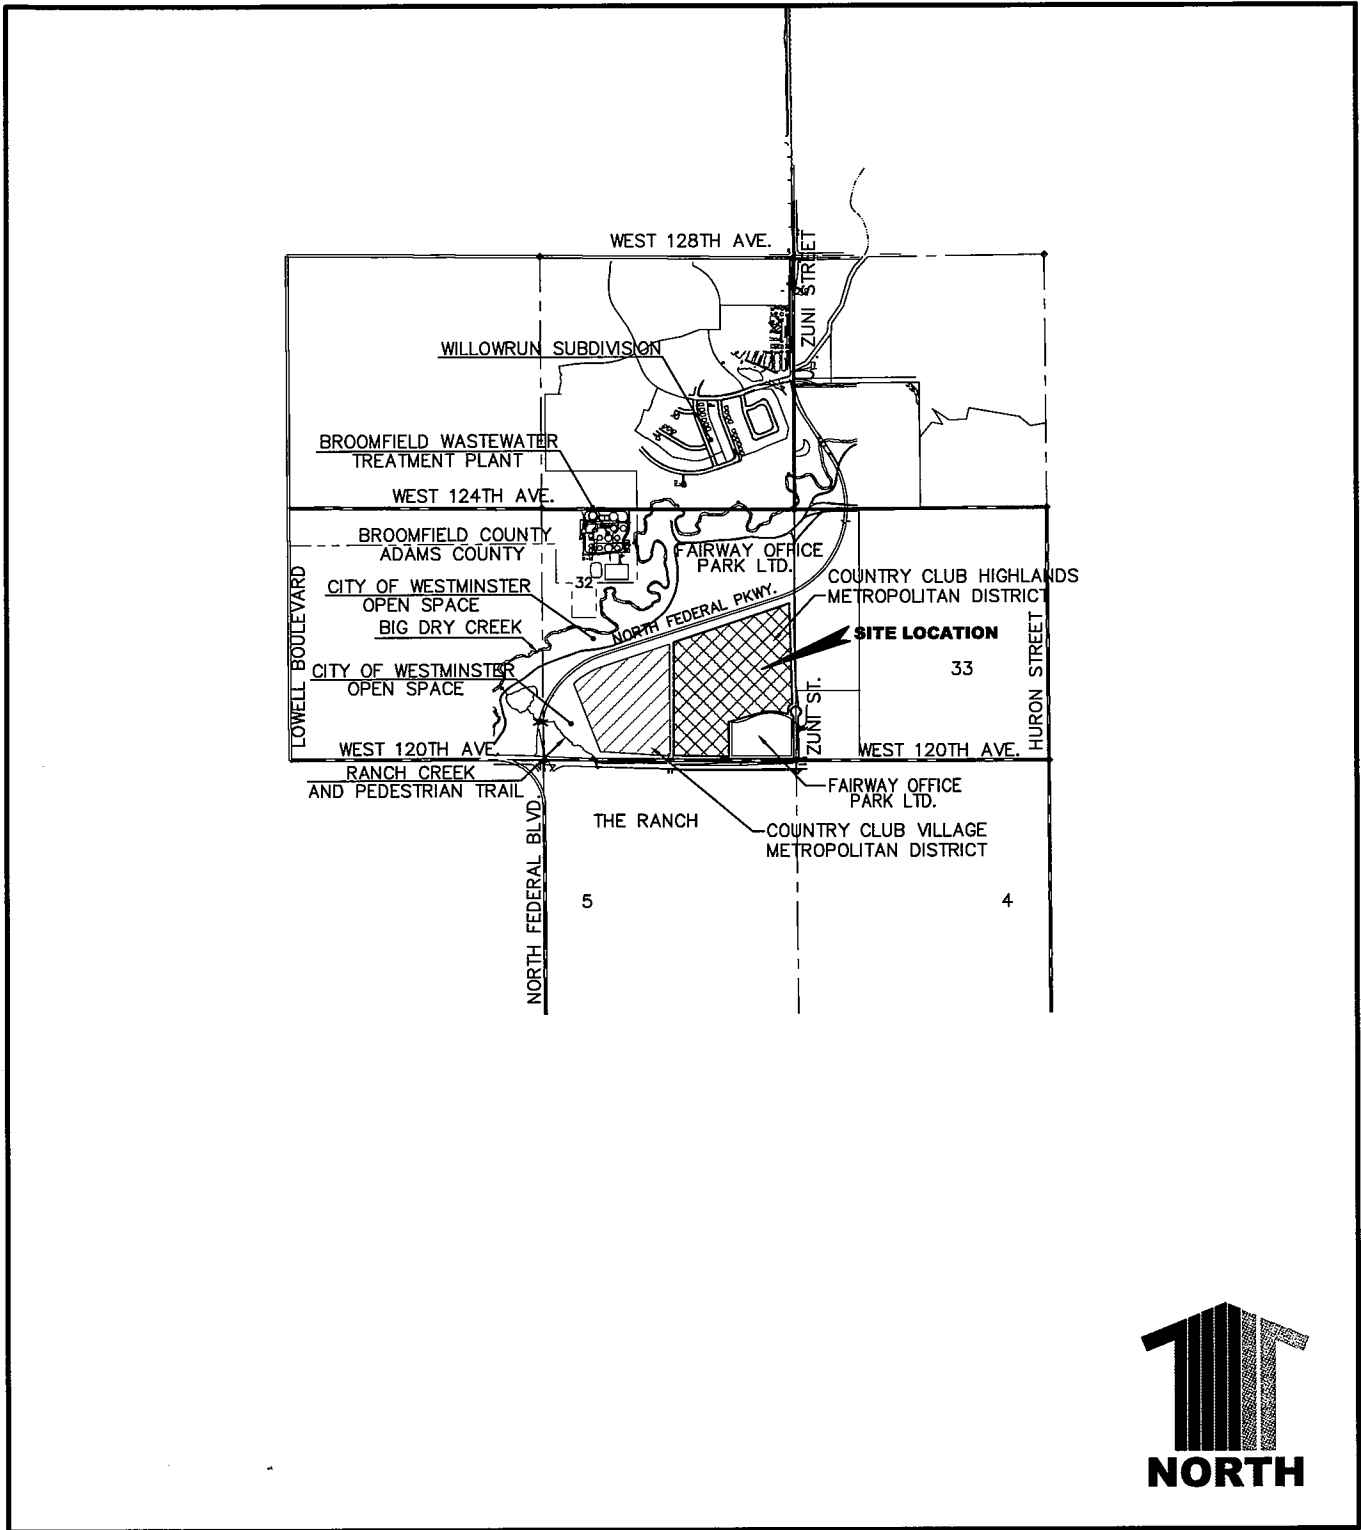 WEST 128TH AVE.
ZUNI STREET
WILLOWRUN SUBDIVISION
BROOMFIELD WASTEWATER
TREATMENT PLANT
WEST 124TH AVE.
BROOMFIELD COUNTY
ADAMS COUNTY
FAIRWAY OFFICE
PARK LTD.
32
CITY OF WESTMINSTER
OPEN SPACE
COUNTRY CLUB HIGHLANDS
METROPOLITAN DISTRICT
NORTH FEDERAL PKWY.
BIG DRY CREEK
SITE LOCATION
LOWELL BOULEVARD
CITY OF WESTMINSTER
OPEN SPACE
33
HURON STREET
ZUNI ST.
WEST 120TH AVE.
WEST 120TH AVE.
RANCH CREEK
AND PEDESTRIAN TRAIL
FAIRWAY OFFICE
PARK LTD.
THE RANCH
COUNTRY CLUB VILLAGE
METROPOLITAN DISTRICT
NORTH FEDERAL BLVD.
5
4
NORTH